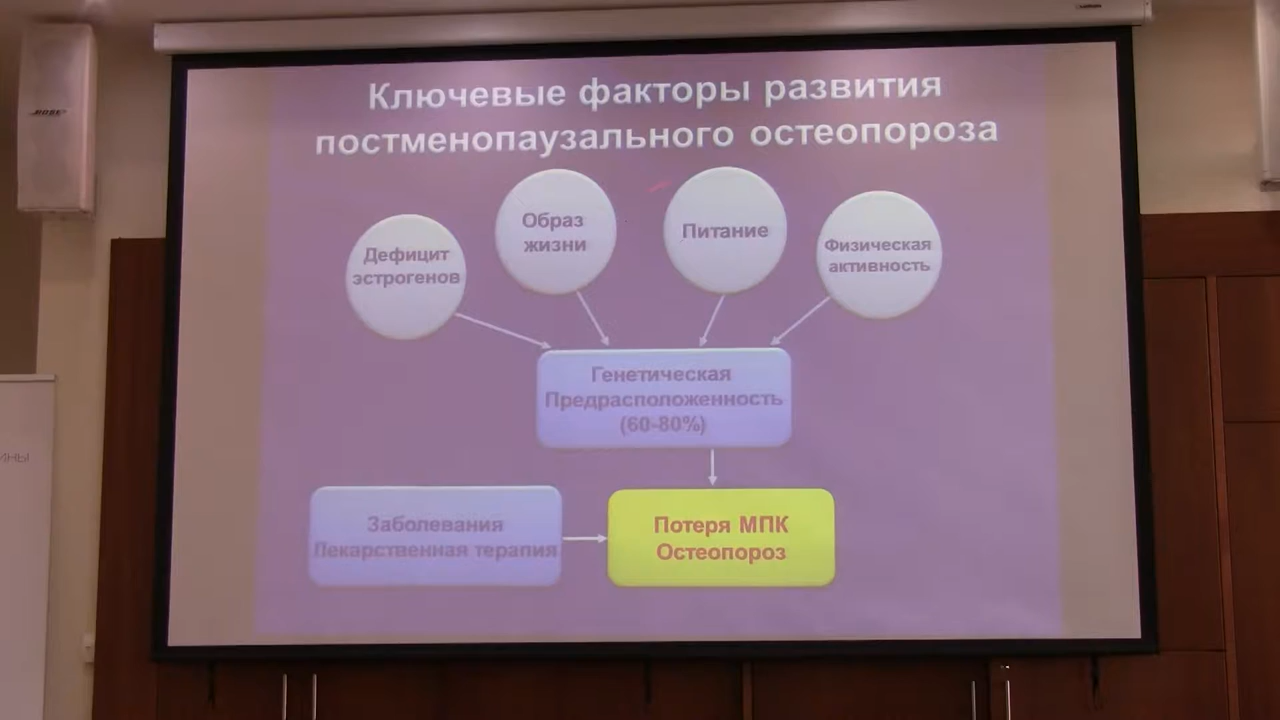 Ключевые факторы развития
постменопаузального остеопороза
Дефицит
эстрогенов
Образ
жизни
Питание
Физическая
активность
Генетическая
Предрасположенность
(60-80%)
Заболевания
Лекарственная терапия
Потеря МПК
Остеопороз
BOSE